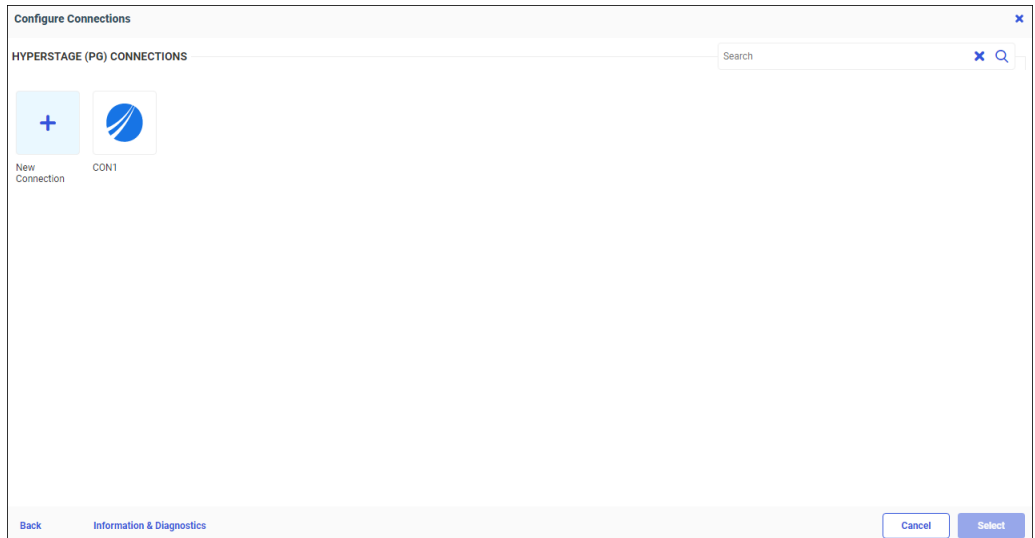 Configure Connections
HYPERSTAGE (PG) CONNECTIONS
Search
New
Connection
CON1
Back
Information & Diagnostics
Cancel
Select